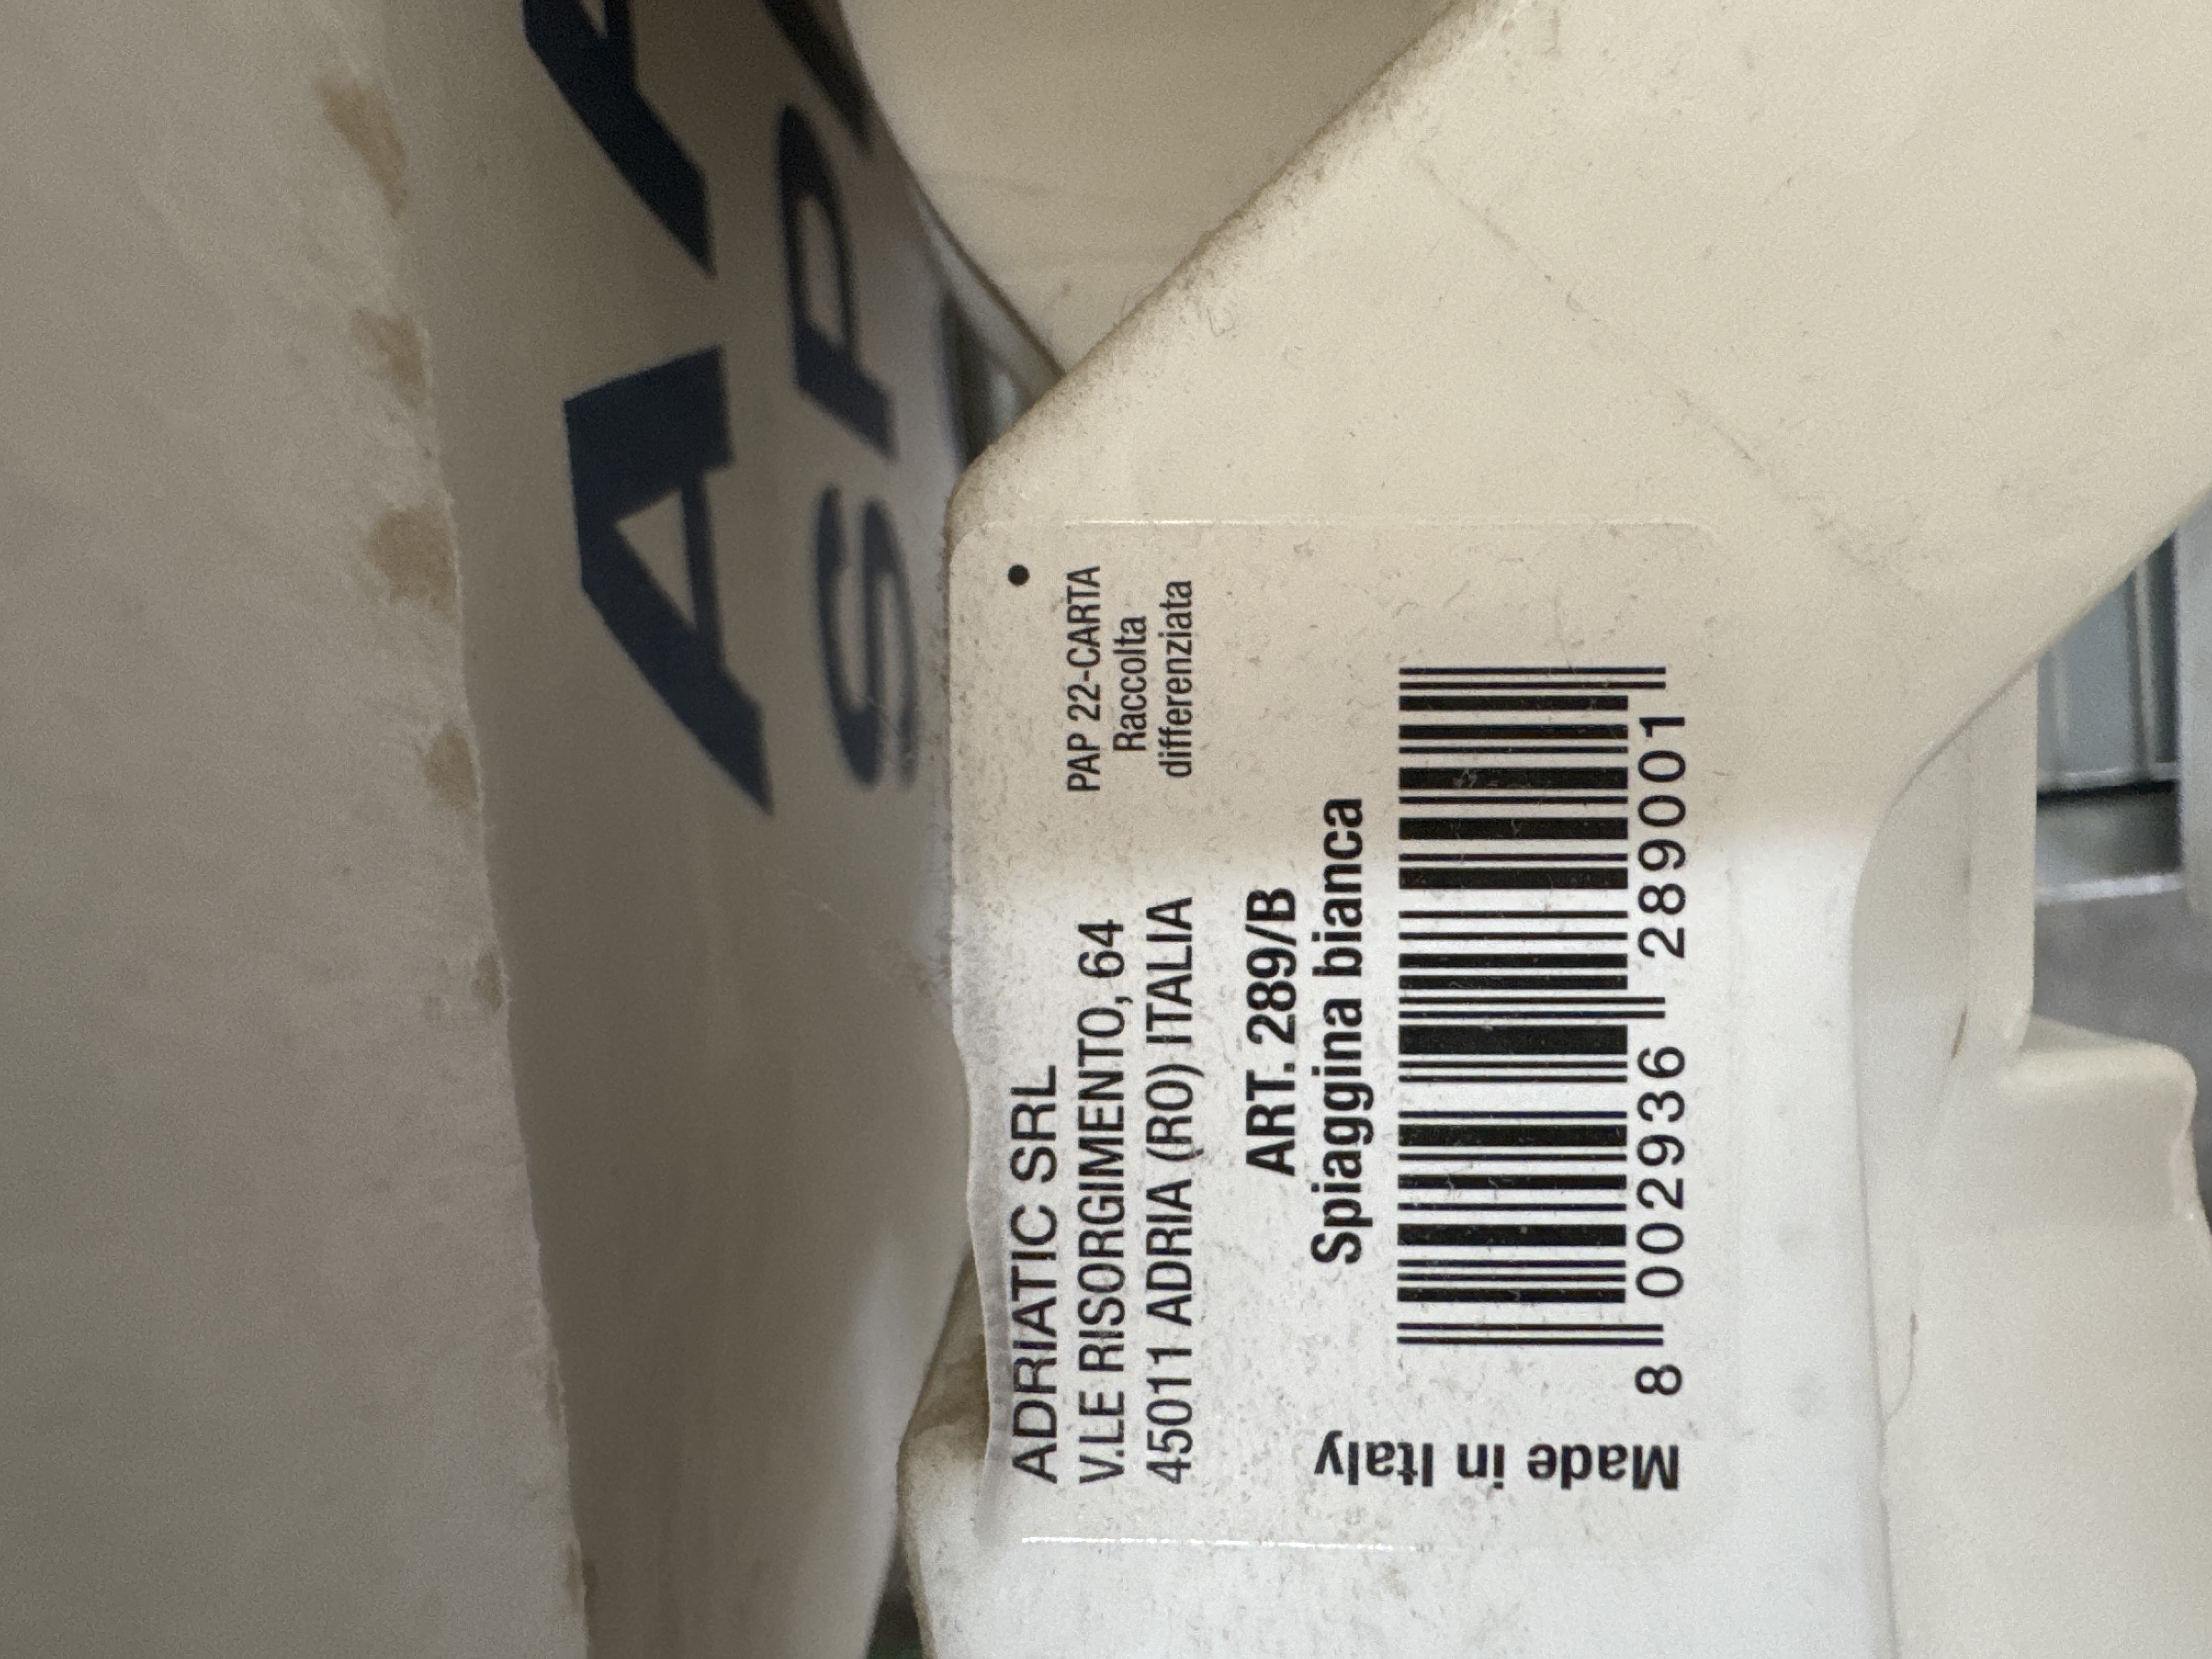 ADRIATIC SRL
V.LE RISORGIMENTO, 64
45011 ADRIA (RO) ITALIA
PAP 22-CARTA
Raccolta
differenziata
ART. 289/B
Spiaggina bianca
Made in Italy
8 002936 289001